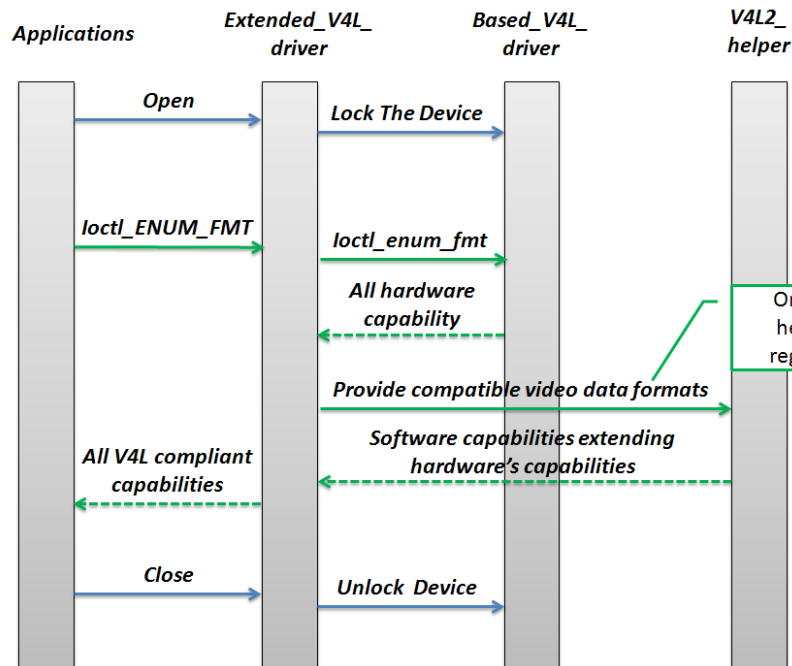 Applications
Extended_V4L_
driver
Based_V4L_
driver
V4L2_
helper
Open
Lock The Device
Ioctl_ENUM_FMT
Ioctl_enum_fmt
All hardware
capability
Provide compatible video data formats
Software capabilities extending
hardware's capabilities
All V4L compliant
capabilities
Close
Unlock Device